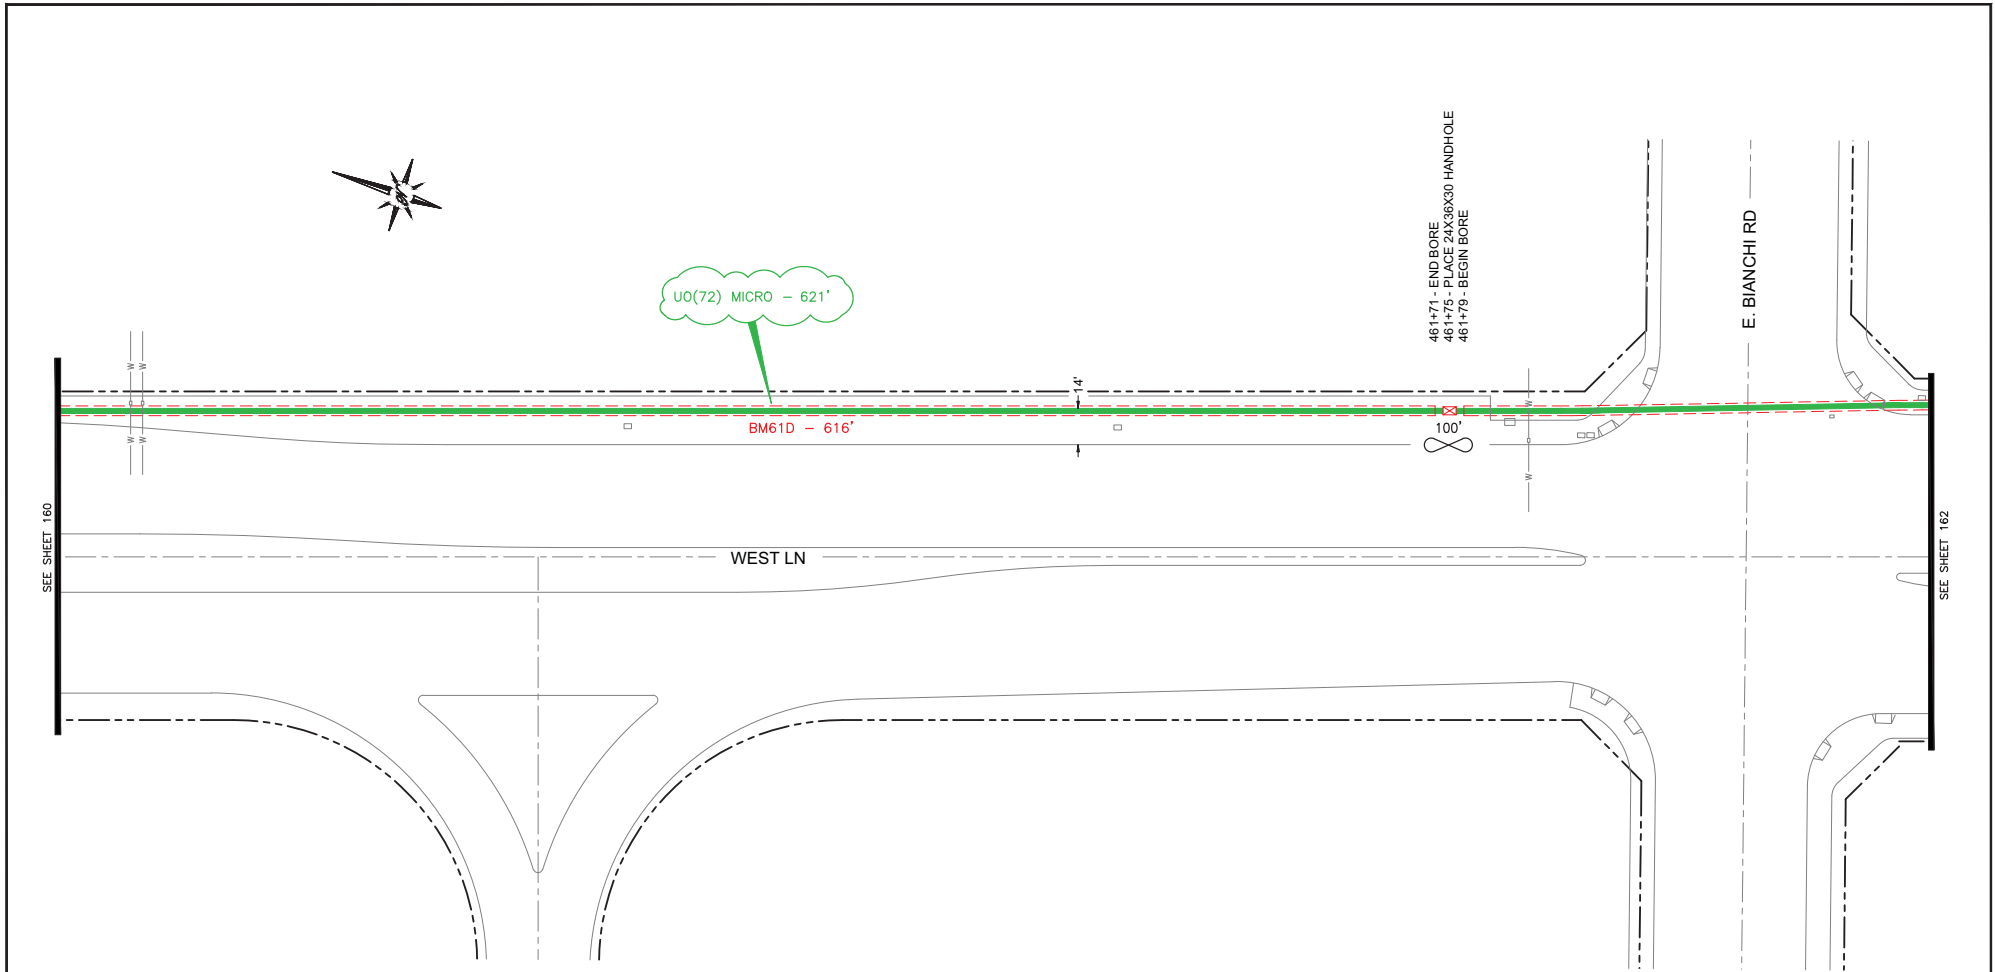 461+71 - END BORE
461+75 - PLACE 24X36X30 HANDHOLE
461+79 - BEGIN BORE
E. BIANCHI RD
UO(72) MICRO - 621'
W W
W W
14'
W
BM61D - 616'
100'
W
SEE SHEET 160
WEST LN
SEE SHEET 162